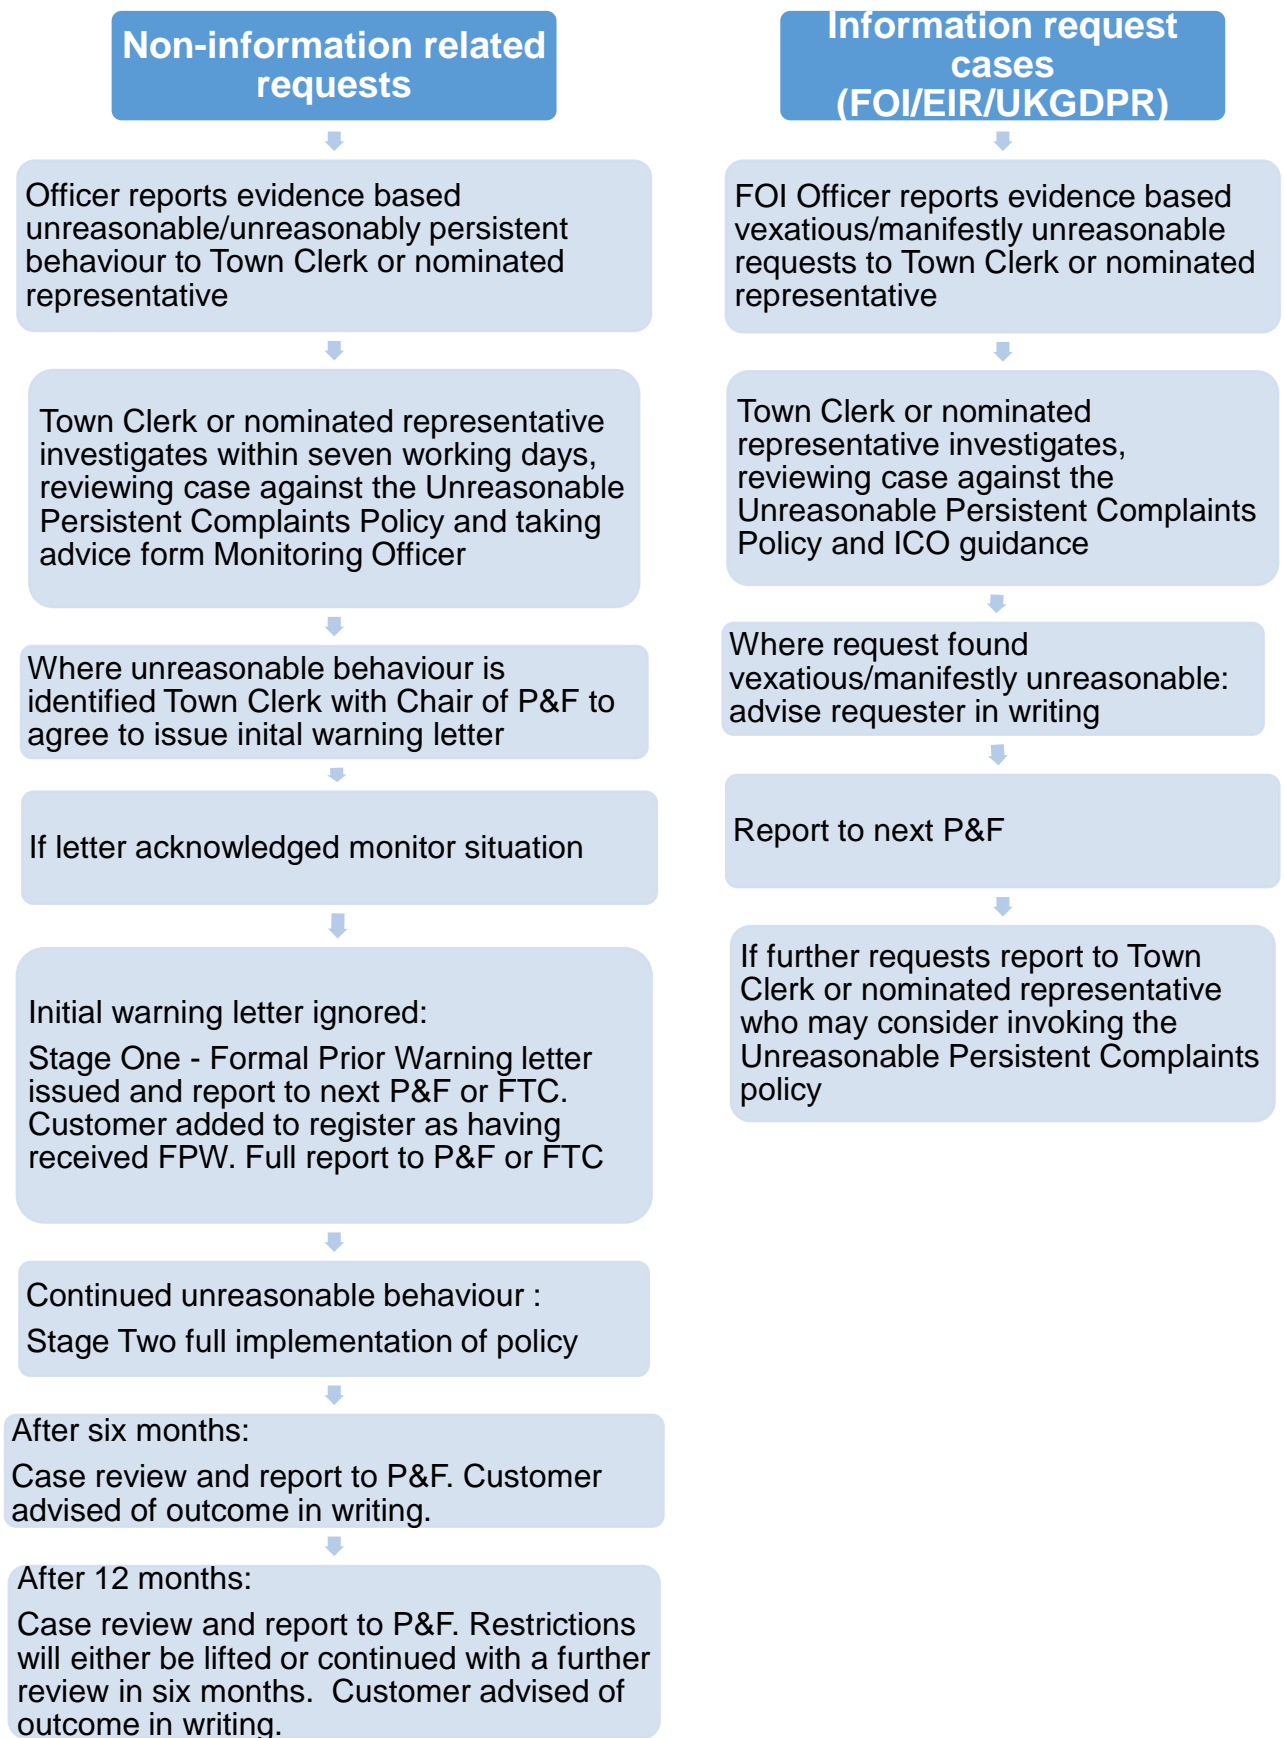 Non-information related
requests
Officer reports evidence based
unreasonable/unreasonably persistent
behaviour to Town Clerk or nominated
representative
Town Clerk or nominated representative
investigates within seven working days,
reviewing case against the Unreasonable
Persistent Complaints Policy and taking
advice form Monitoring Officer
Where unreasonable behaviour is
identified Town Clerk with Chair of P&F to
agree to issue inital warning letter
If letter acknowledged monitor situation
Initial warning letter ignored:
Stage One - Formal Prior Warning letter
issued and report to next P&F or FTC.
Customer added to register as having
received FPW. Full report to P&F or FTC
Continued unreasonable behaviour :
Stage Two full implementation of policy
After six months:
Case review and report to P&F. Customer
advised of outcome in writing.
After 12 months:
Case review and report to P&F. Restrictions
will either be lifted or continued with a further
review in six months.  Customer advised of
outcome in writing.
Information request
cases
(FOI/EIR/UKGDPR)
FOI Officer reports evidence based
vexatious/manifestly unreasonable
requests to Town Clerk or nominated
representative
Town Clerk or nominated
representative investigates,
reviewing case against the
Unreasonable Persistent Complaints
Policy and ICO guidance
Where request found
vexatious/manifestly unreasonable:
advise requester in writing
Report to next P&F
If further requests report to Town
Clerk or nominated representative
who may consider invoking the
Unreasonable Persistent Complaints
policy